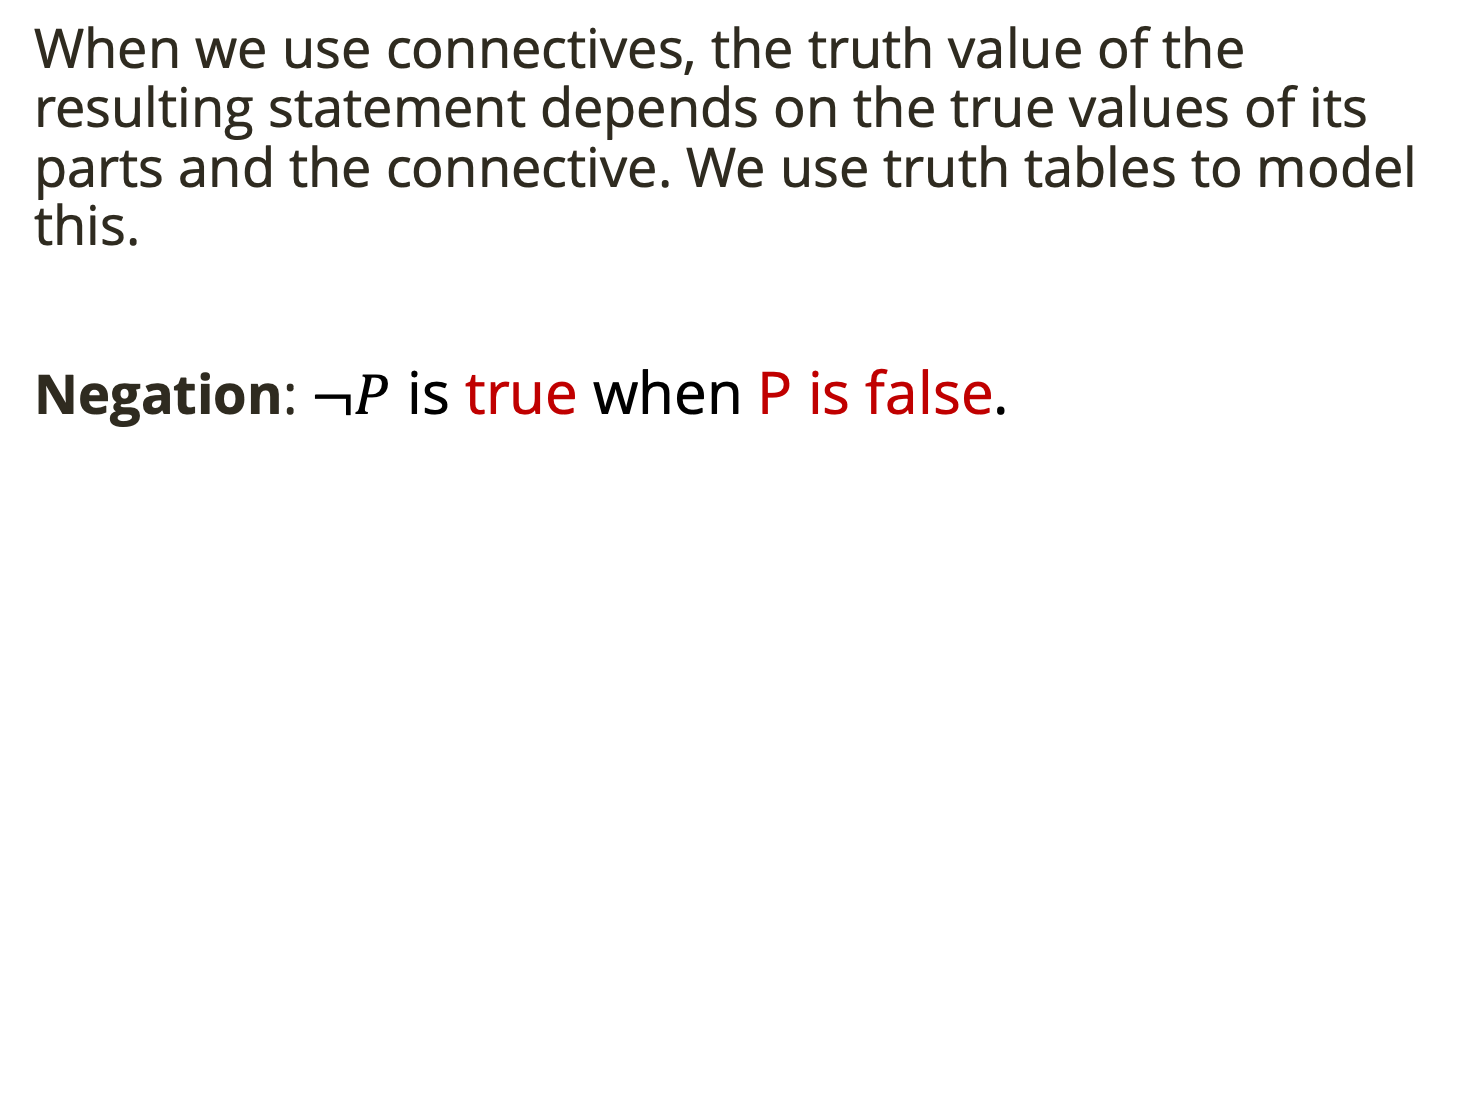 When we use connectives, the truth value of the
resulting statement depends on the true values of its
parts and the connective. We use truth tables to model
this.
Negation: ¬𝑃 is true when P is false.